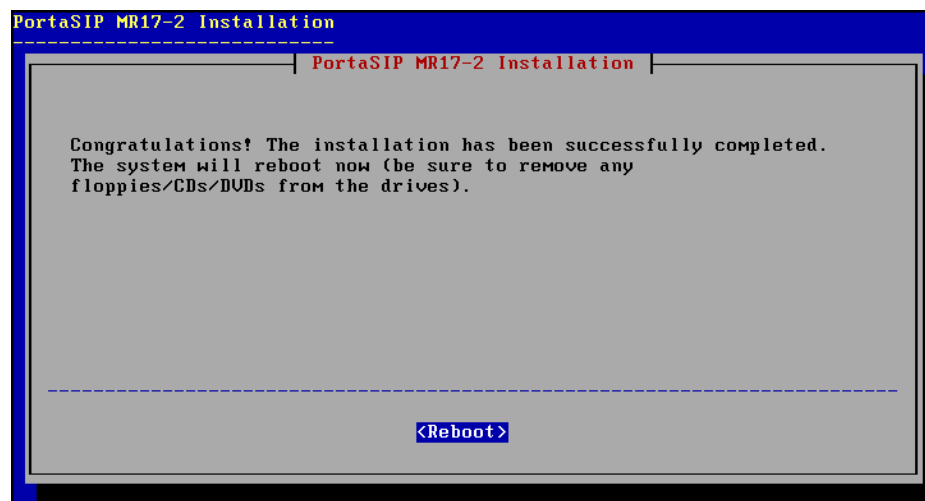 PortaSIP MR17-2 Installation
PortaSIP MR17-2 Installation
Congratulations! The installation has been successfully completed.
The system will reboot now (be sure to remove any
floppies/CDs/DVDs from the drives).
<Reboot>